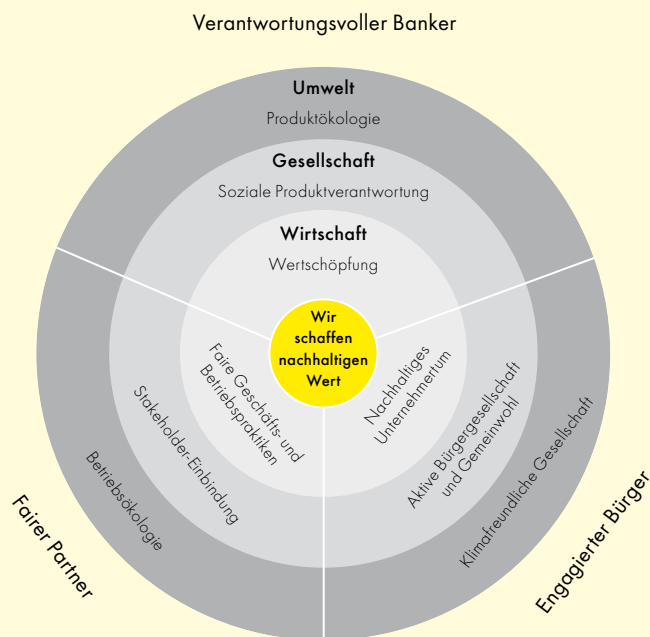 Verantwortungsvoller Banker
Umwelt
Produktökologie
Gesellschaft
Soziale Produktverantwortung
Wirtschaft
Wertschöpfung
Wir
schaffen
nachhaltigen
Wert
Faire Geschäfts- und
Betriebspraktiken
Stakeholder-Einbindung
Betriebsökologie
Fairer Partner
Nachhaltiges
Unternehmertum
Aktive Bürgergesellschaft
und Gemeinwohl
Klimafreundliche Gesellschaft
Engagierter Bürger